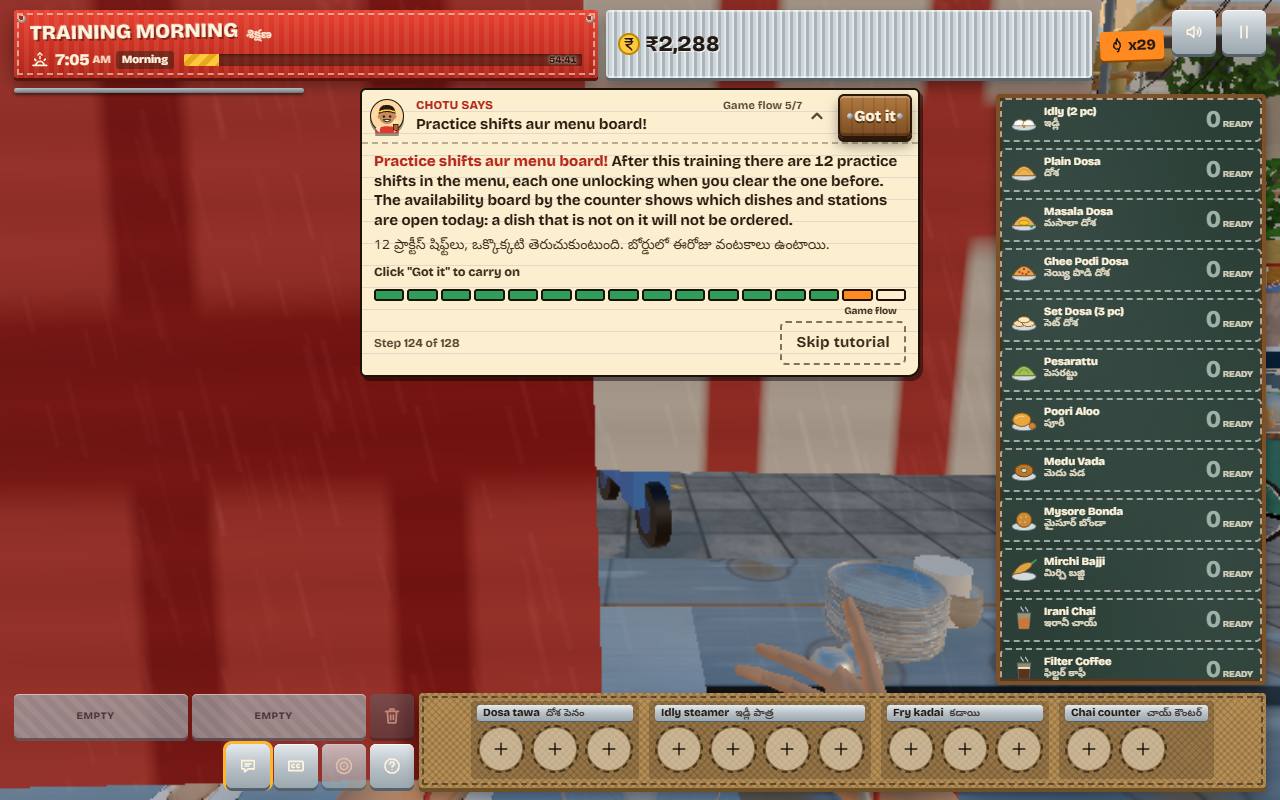 TRAINING MORNING శిక్షణ
7:05 AM Morning 54:41
₹2,288
x29
CHOTU SAYS
Game flow 5/7
Practice shifts aur menu board!
Got it
Practice shifts aur menu board! After this training there are 12 practice
shifts in the menu, each one unlocking when you clear the one before.
The availability board by the counter shows which dishes and stations
are open today: a dish that is not on it will not be ordered.
12 ప్రాక్టీస్ షిఫ్ట్‌లు, ఒక్కొక్కటి తెరుచుకుంటుంది. బోర్డులో ఈరోజు వంటకాలు ఉంటాయి.
Click "Got it" to carry on
Game flow
Step 124 of 128
Skip tutorial
Idly (2 pc)
ఇడ్లీ
0 READY
Plain Dosa
దోశ
0 READY
Masala Dosa
మసాలా దోశ
0 READY
Ghee Podi Dosa
నెయ్యి పొడి దోశ
0 READY
Set Dosa (3 pc)
సెట్ దోశ
0 READY
Pesarattu
పెసరట్టు
0 READY
Poori Aloo
పూరీ
0 READY
Medu Vada
మెదు వడ
0 READY
Mysore Bonda
మైసూర్ బోండా
0 READY
Mirchi Bajji
మిర్చి బజ్జి
0 READY
Irani Chai
ఇరానీ చాయ్
0 READY
Filter Coffee
ఫిల్టర్ కాఫీ
0 READY
EMPTY
EMPTY
CC
Dosa tawa దోశ పెనం
Idly steamer ఇడ్లీ పాత్ర
Fry kadai కడాయి
Chai counter చాయ్ కౌంటర్